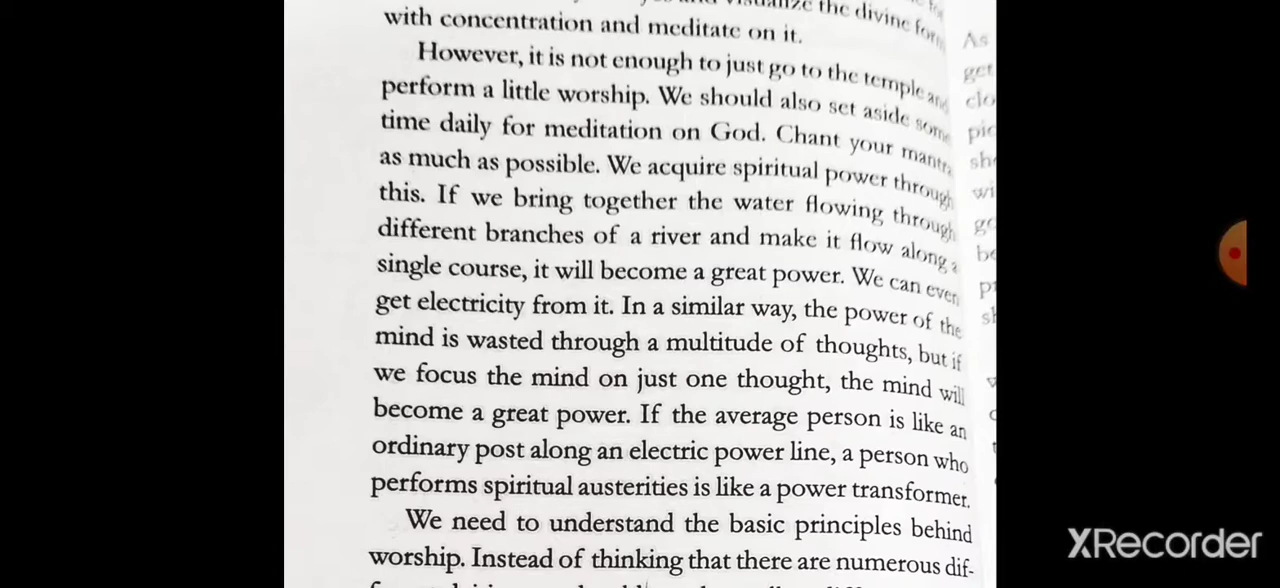 visualize the divine form
with concentration and meditate on it.
However, it is not enough to just go to the temple and
perform a little worship. We should also set aside some
time daily for meditation on God. Chant your mantra
as much as possible. We acquire spiritual power through
this. If we bring together the water flowing through
different branches of a river and make it flow along a
single course, it will become a great power. We can even
get electricity from it. In a similar way, the power of the
mind is wasted through a multitude of thoughts, but if
we focus the mind on just one thought, the mind will
become a great power. If the average person is like an
ordinary post along an electric power line, a person who
performs spiritual austerities is like a power transformer.
We need to understand the basic principles behind
worship. Instead of thinking that there are numerous dif-
As
get
XRecorder